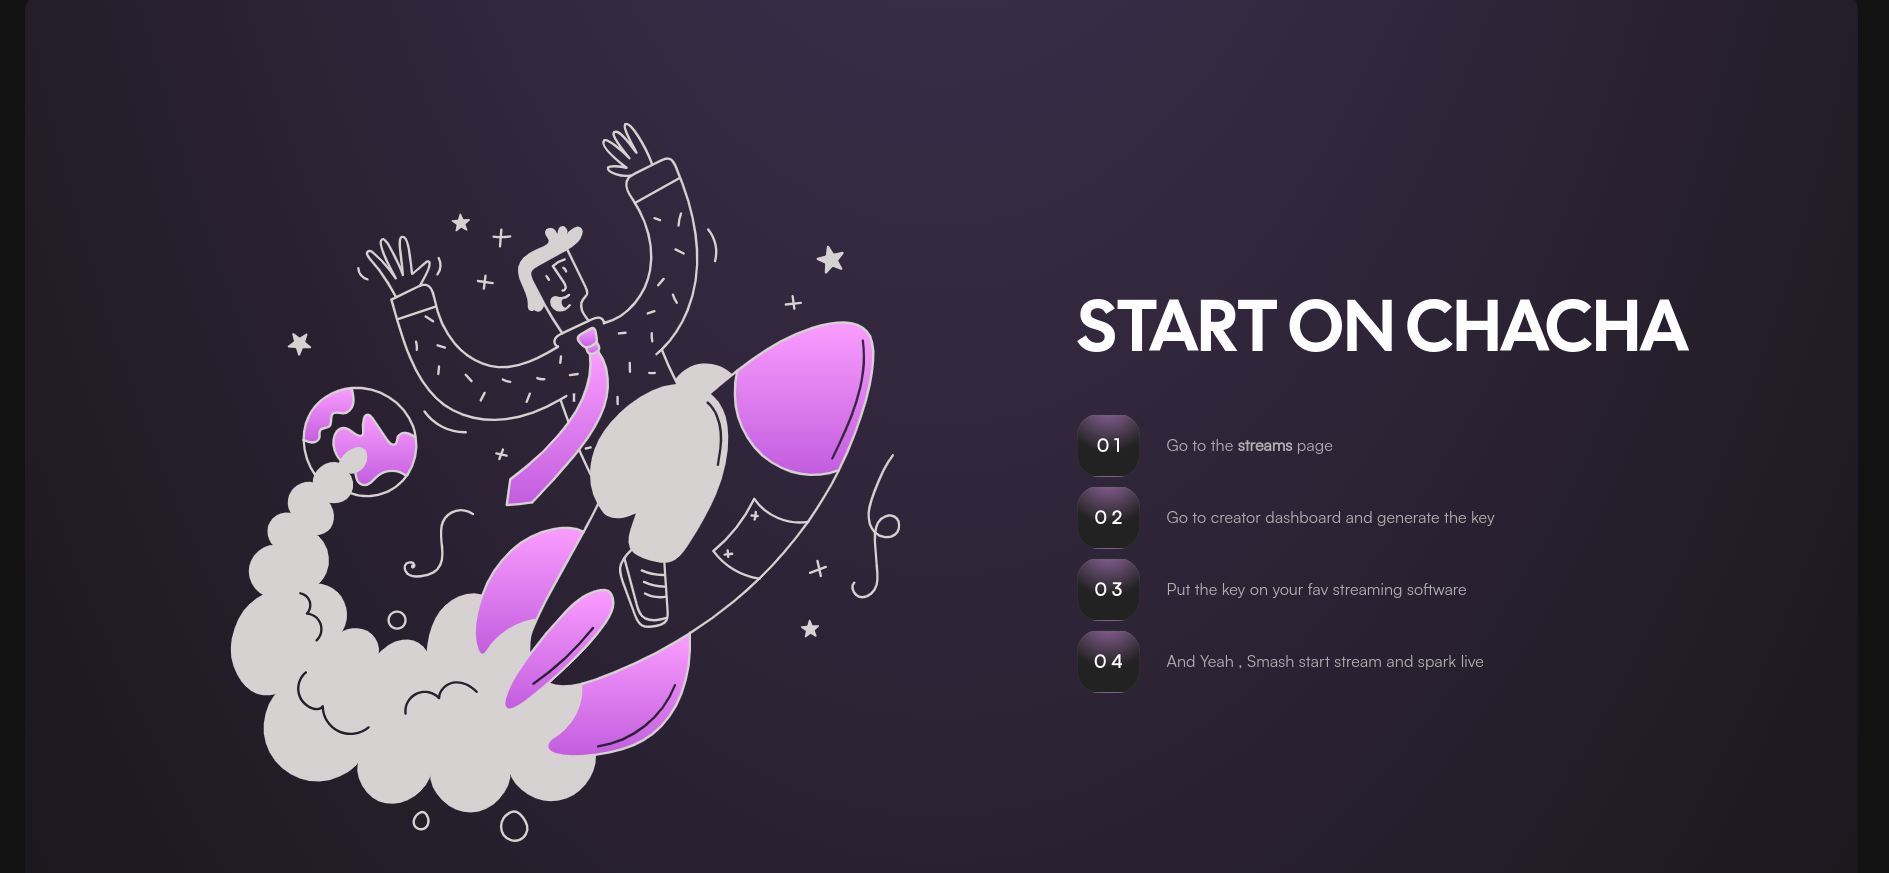 START ON CHACHA
01
Go to the streams page
02
Go to creator dashboard and generate the key
03
Put the key on your fav streaming software
04
And Yeah , Smash start stream and spark live